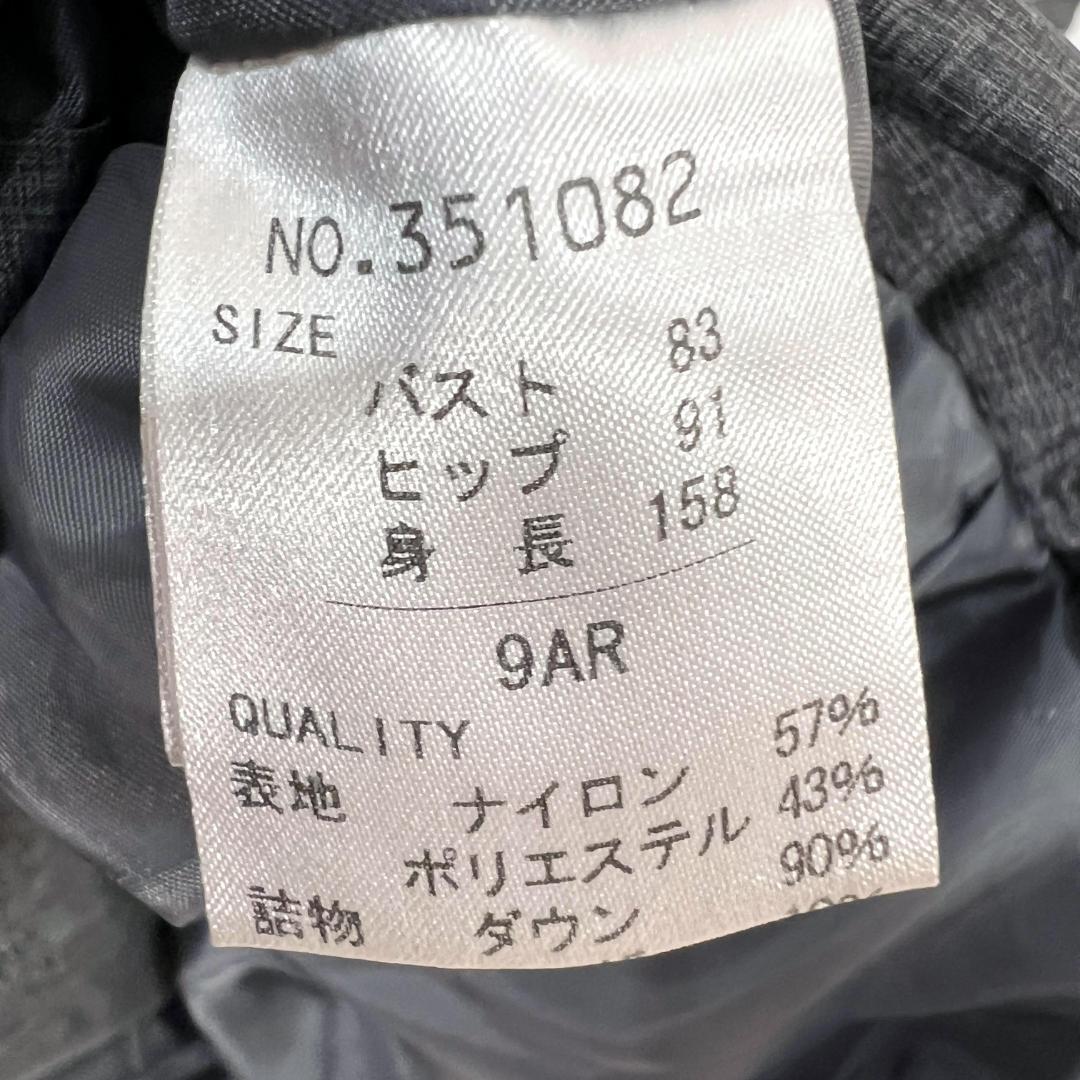 NO.351082
SIZE
バスト 83
ヒップ 91
身長 158
9AR
QUALITY
表地 ナイロン 57%
ポリエステル 43%
詰物 ダウン 90%